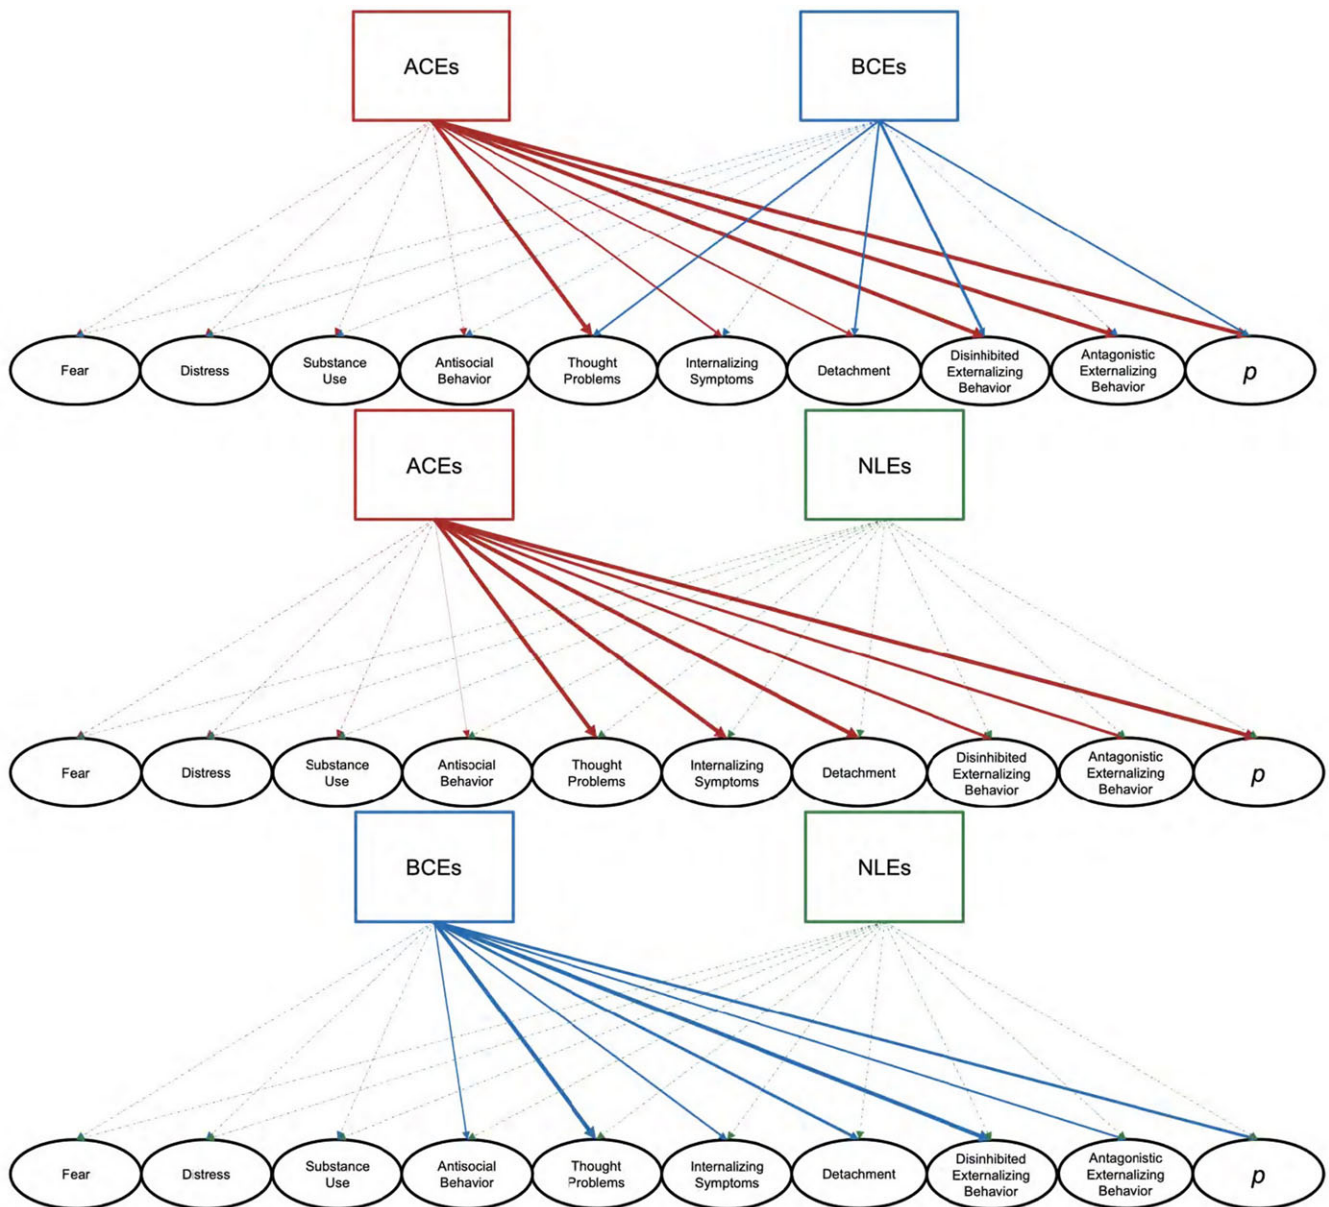 ACEs
BCEs
Fear
Distress
Substance
Use
Antisocial
Behavior
Thought
Problems
Internalizing
Symptoms
Detachment
Disinhibited
Externalizing
Behavior
Antagonistic
Externalizing
Behavior
p
ACEs
NLEs
Fear
Distress
Substance
Use
Antisocial
Behavior
Thought
Problems
Internalizing
Symptoms
Detachment
Disinhibited
Externalizing
Behavior
Antagonistic
Externalizing
Behavior
p
BCEs
NLEs
Fear
Distress
Substance
Use
Antisocial
Behavior
Thought
Problems
Internalizing
Symptoms
Detachment
Disinhibited
Externalizing
Behavior
Antagonistic
Externalizing
Behavior
p